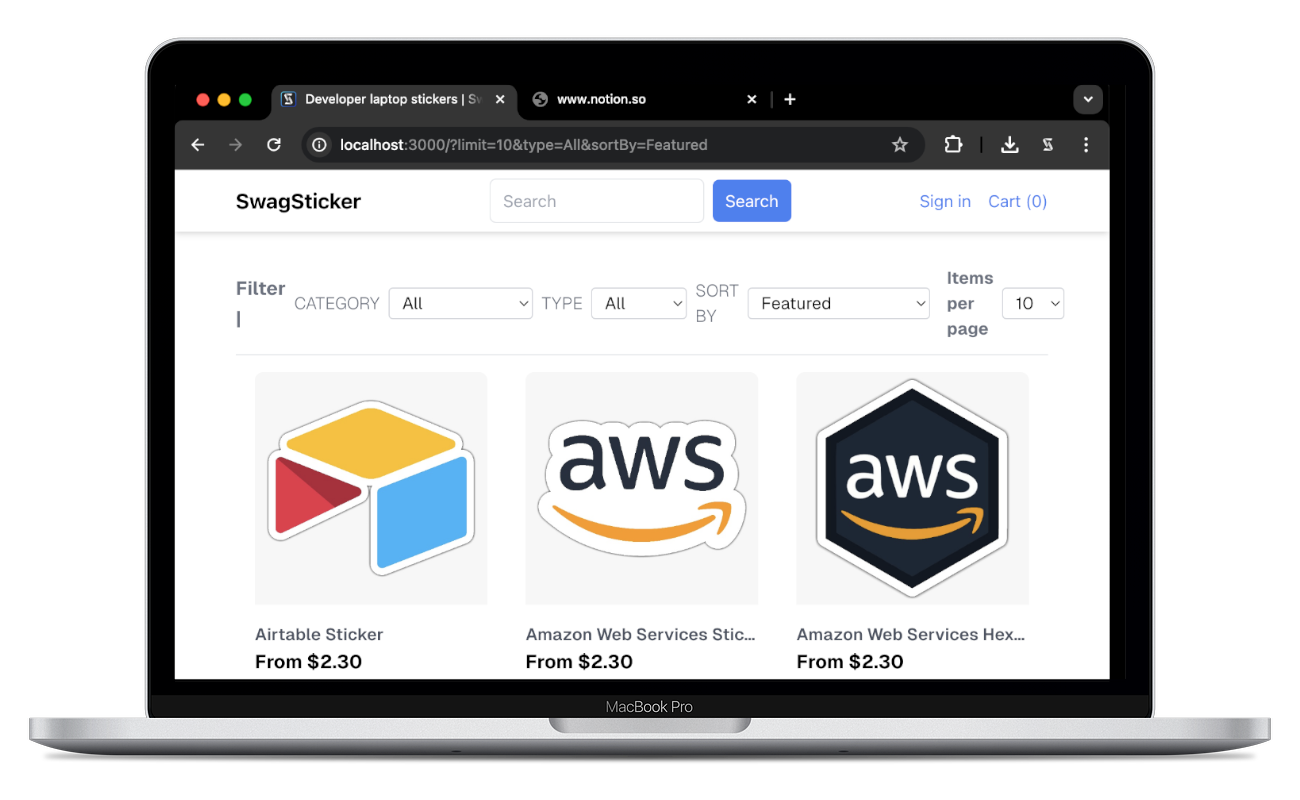 Developer laptop stickers | Sw
www.notion.so
localhost:3000/?limit=10&type=All&sortBy=Featured
SwagSticker
Search
Search
Sign in
Cart (0)
Filter
|
CATEGORY
All
TYPE
All
SORT
BY
Featured
Items
per
page
10
aws
aws
Airtable Sticker
Amazon Web Services Stic...
Amazon Web Services Hex...
From $2.30
From $2.30
From $2.30
MacBook Pro